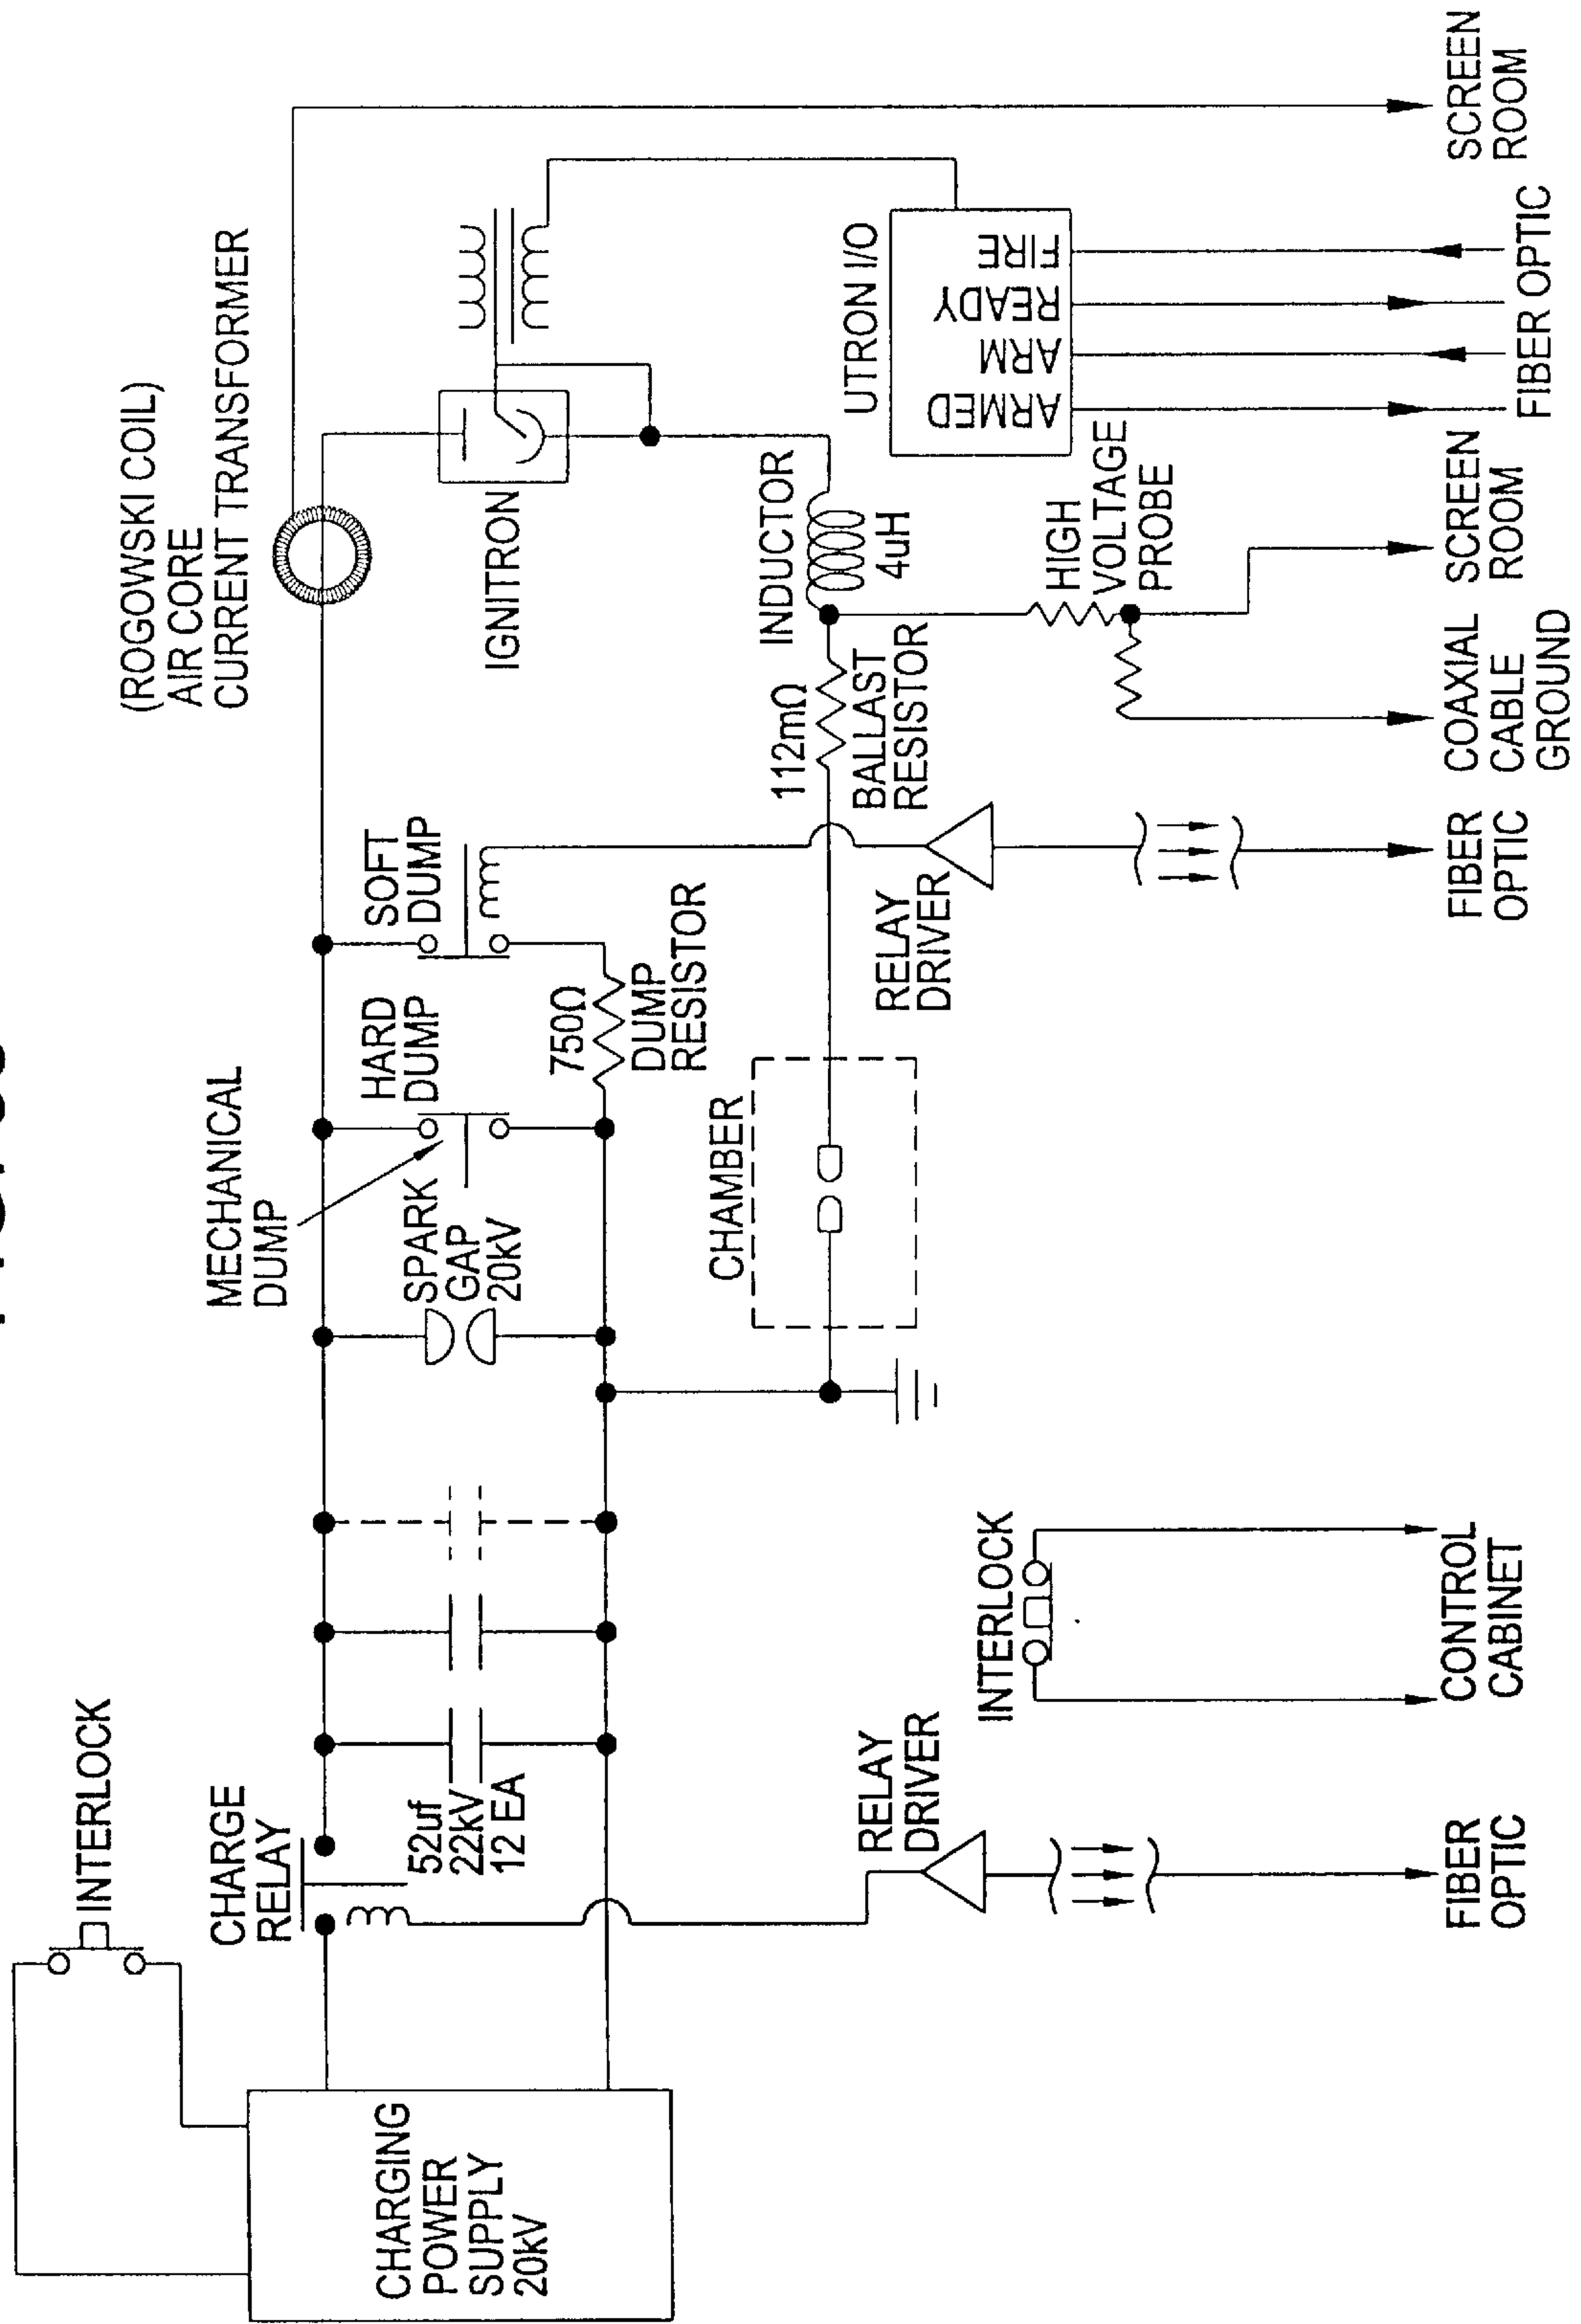 (ROGOWSKI COIL)
AIR CORE
CURRENT TRANSFORMER
INTERLOCK
CHARGE
RELAY
MECHANICAL
DUMP
HARD
DUMP
SOFT
DUMP
SPARK
GAP
20kV
750Ω
DUMP
RESISTOR
IGNITRON
52uf
22kV
12 EA
CHARGING
POWER
SUPPLY
20kV
CHAMBER
112mΩ
BALLAST
RESISTOR
INDUCTOR
4uH
UTRON I/O
ARMED
ARM
READY
FIRE
RELAY
DRIVER
RELAY
DRIVER
HIGH
VOLTAGE
PROBE
INTERLOCK
FIBER
OPTIC
CONTROL
CABINET
FIBER
OPTIC
COAXIAL
CABLE
GROUND
SCREEN
ROOM
FIBER OPTIC
SCREEN
ROOM